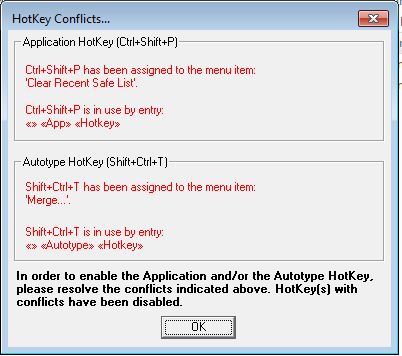 HotKey Conflicts...
Application HotKey (Ctrl+Shift+P)
Ctrl+Shift+P has been assigned to the menu item:
'Clear Recent Safe List'.
Ctrl+Shift+P is in use by entry:
«» «App» «Hotkey»
Autotype HotKey (Shift+Ctrl+T)
Shift+Ctrl+T has been assigned to the menu item:
'Merge...'.
Shift+Ctrl+T is in use by entry:
«» «Autotype» «Hotkey»
In order to enable the Application and/or the Autotype HotKey,
please resolve the conflicts indicated above. HotKey(s) with
conflicts have been disabled.
OK